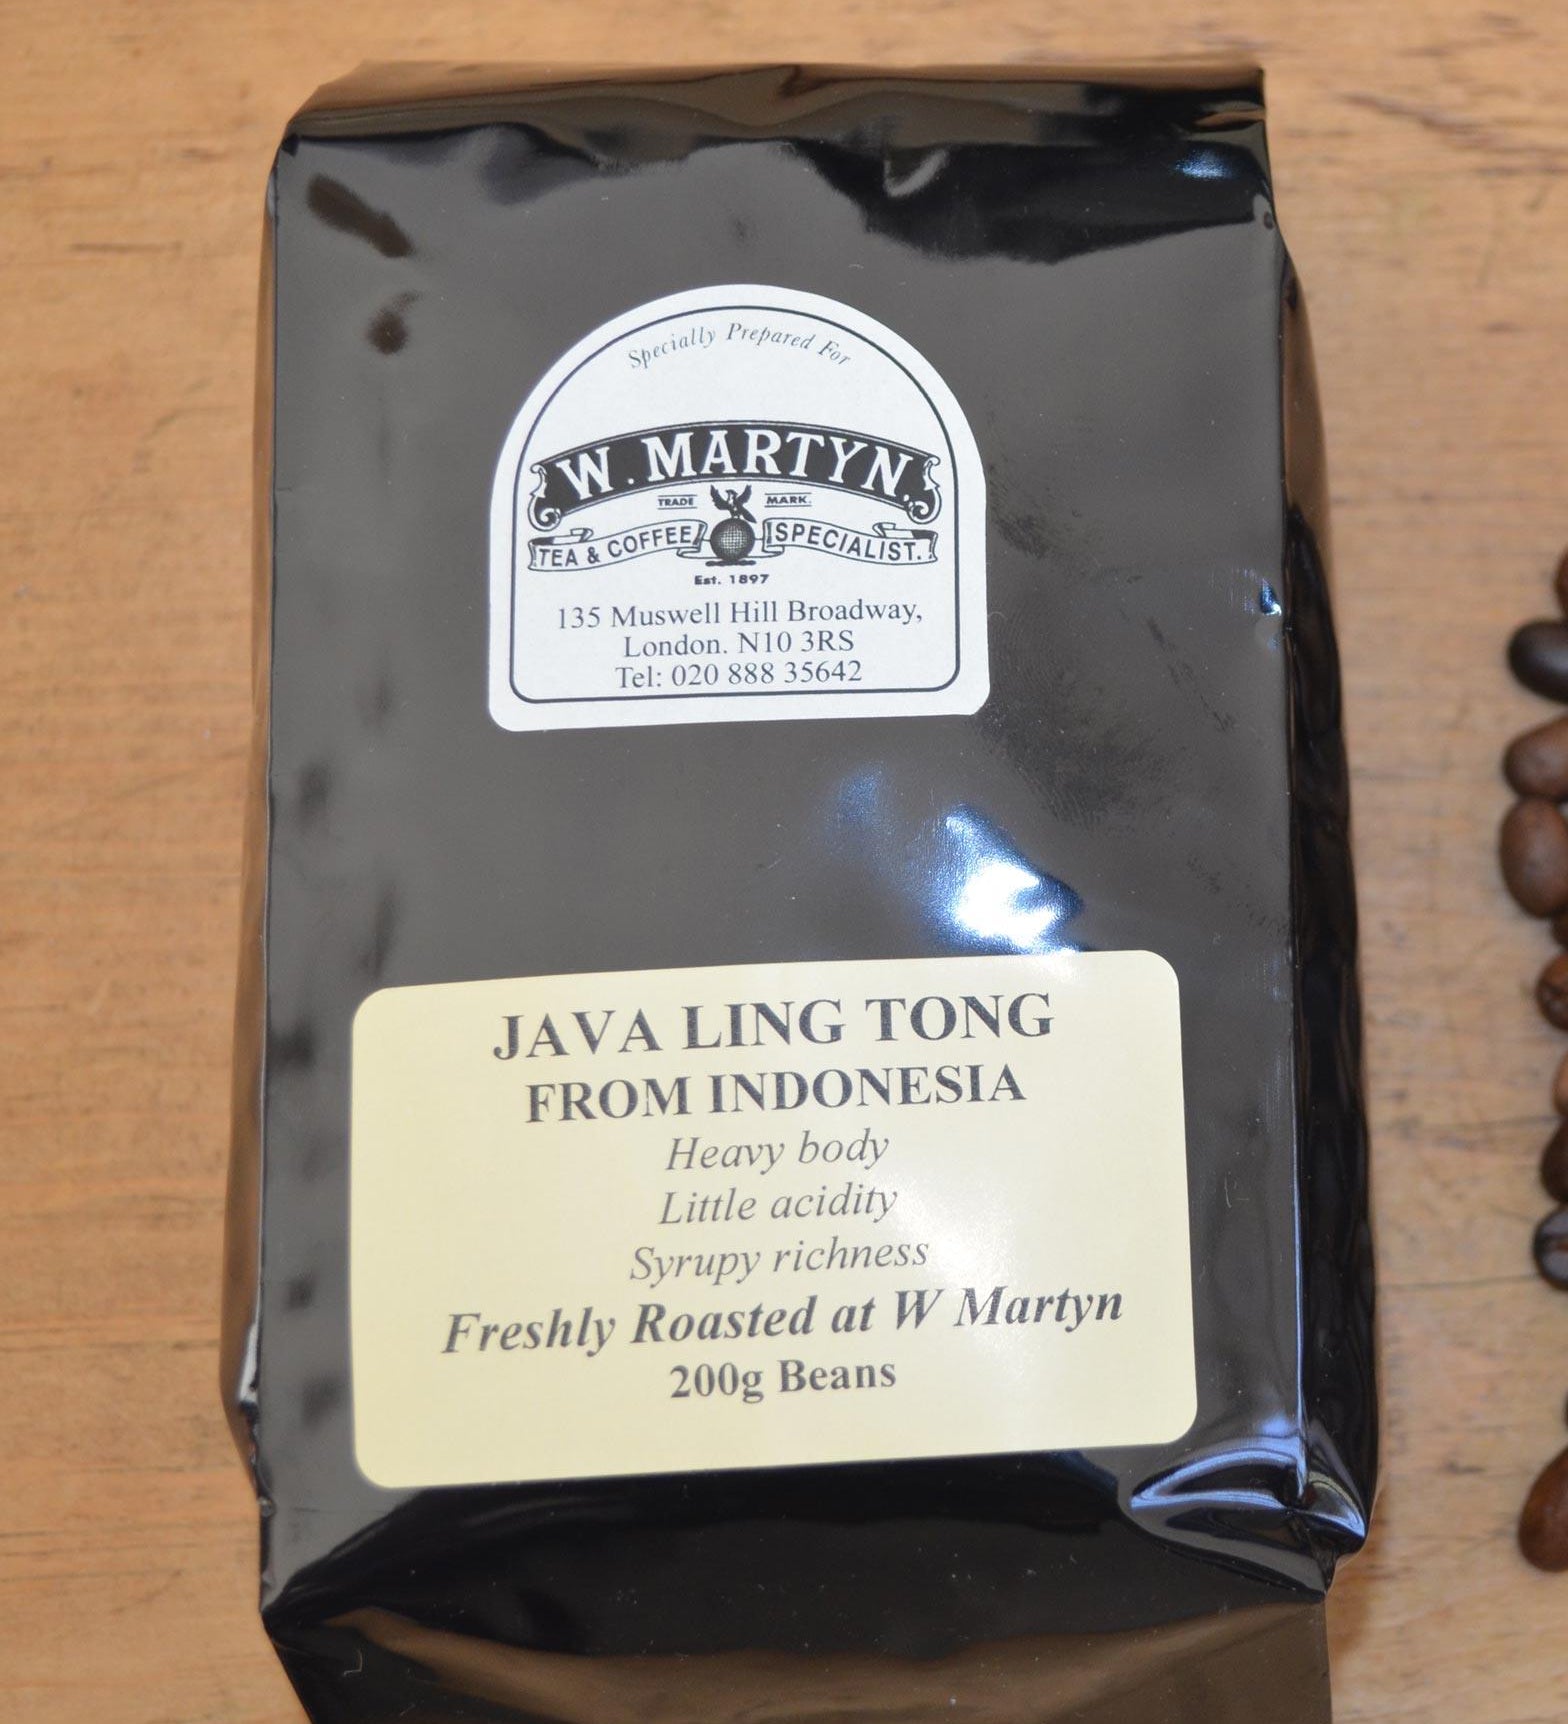 Specially Prepared For
W. MARTYN.
TRADE MARK.
TEA & COFFEE SPECIALIST.
Est. 1897
135 Muswell Hill Broadway,
London. N10 3RS
Tel: 020 888 35642
JAVA LING TONG
FROM INDONESIA
Heavy body
Little acidity
Syrupy richness
Freshly Roasted at W Martyn
200g Beans